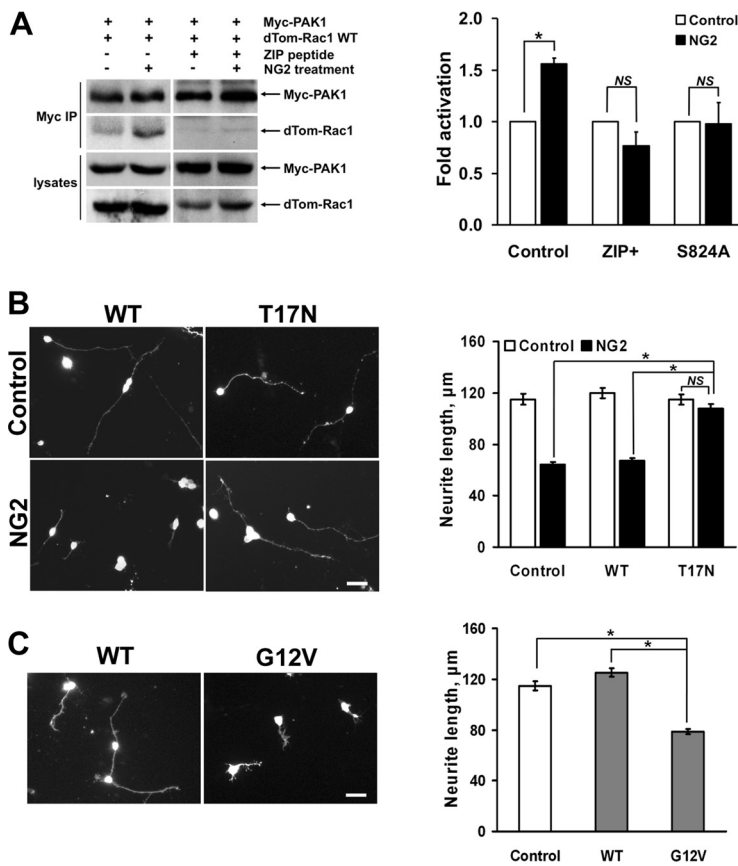 A
+ + + + Myc-PAK1
+ + + + dTom-Rac1 WT
- - + + ZIP peptide
- + - + NG2 treatment
Myc IP
Myc-PAK1
dTom-Rac1
lysates
Myc-PAK1
dTom-Rac1
Control
NG2
Fold activation
2.0
1.5
1.0
0.5
0.0
*
NS
NS
Control ZIP+ S824A
B
WT T17N
Control
NG2
Control NG2
Neurite length, µm
160
120
80
40
0
*
*
NS
Control WT T17N
C
WT G12V
Neurite length, µm
160
120
80
40
0
*
*
Control WT G12V